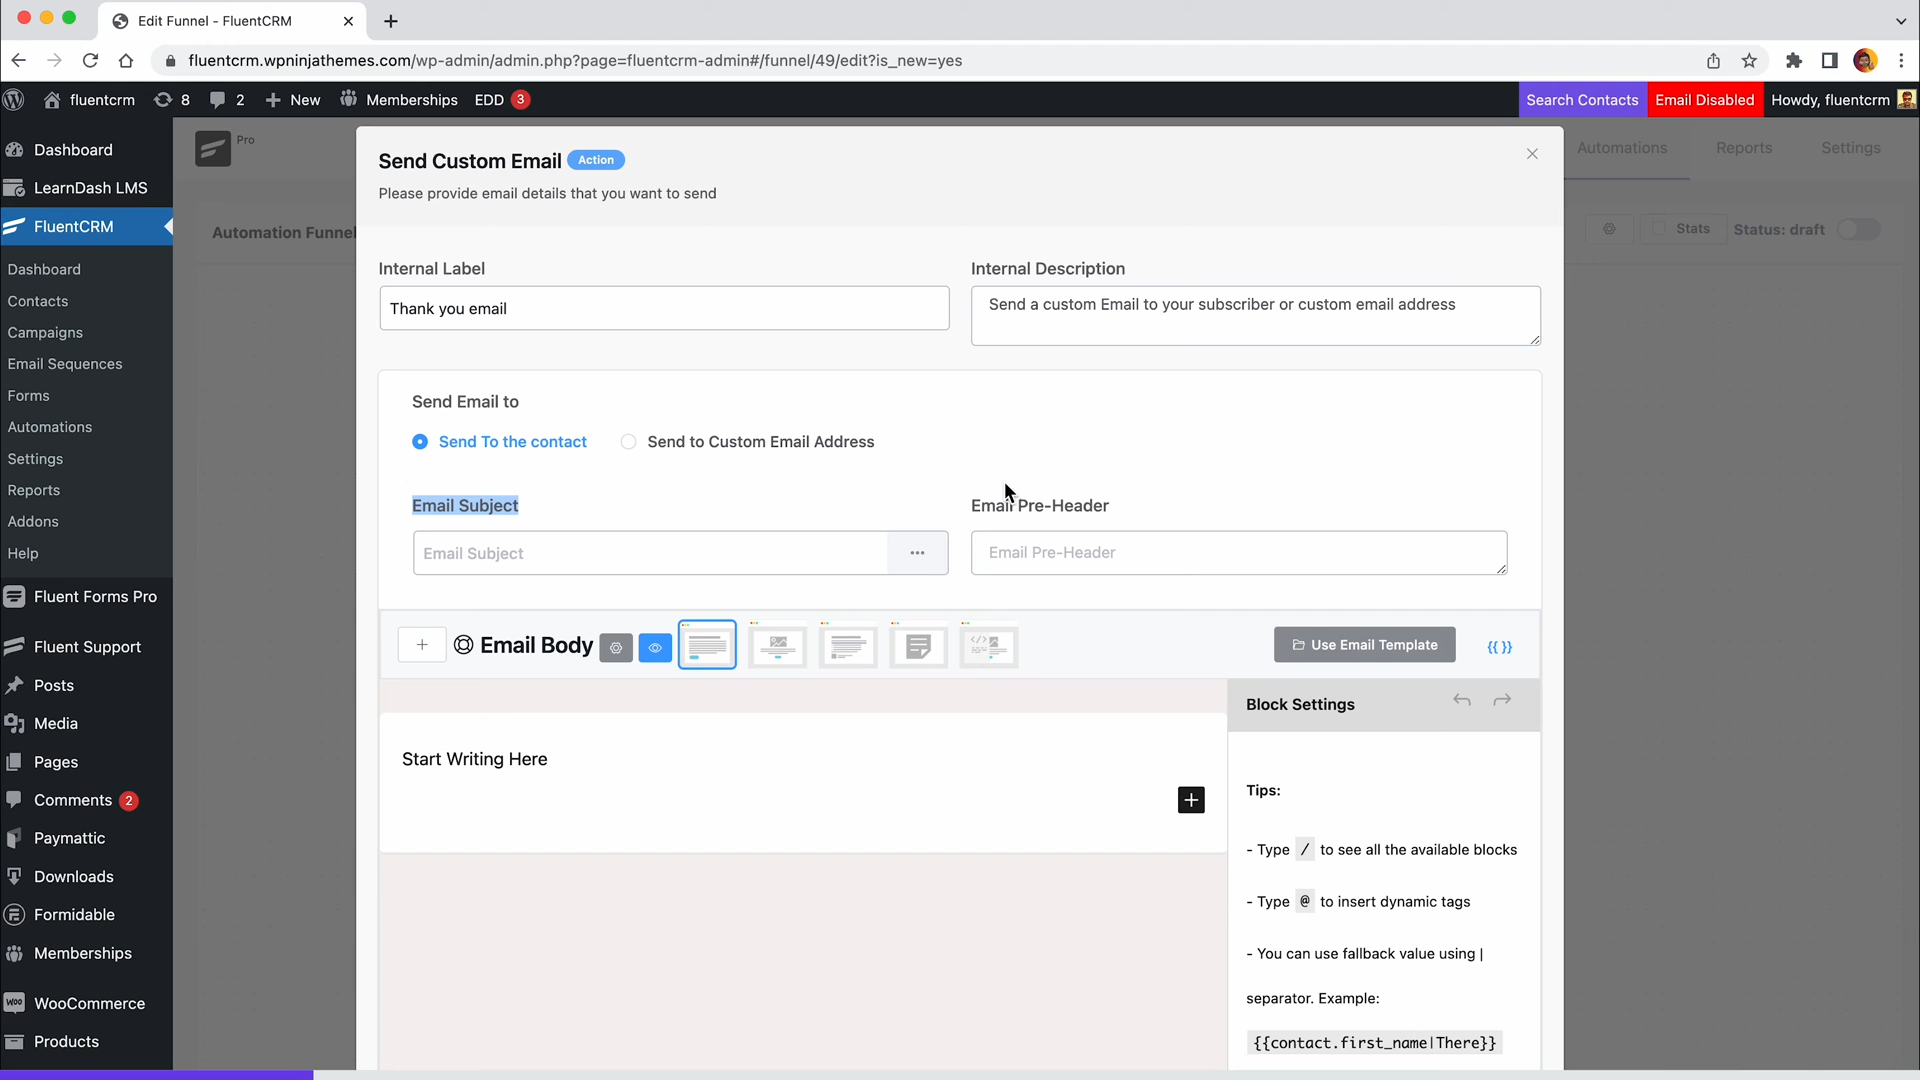 Edit Funnel - FluentCRM
fluentcrm.wpninjathemes.com/wp-admin/admin.php?page=fluentcrm-admin#/funnel/49/edit?is_new=yes
fluentcrm 8 2 New Memberships EDD 3 Search Contacts Email Disabled Howdy, fluentcrm
Dashboard
LearnDash LMS
FluentCRM
Dashboard
Contacts
Campaigns
Email Sequences
Forms
Automations
Settings
Reports
Addons
Help
Fluent Forms Pro
Fluent Support
Posts
Media
Pages
Comments 2
Paymattic
Downloads
Formidable
Memberships
WOO WooCommerce
Products
Pro
Automations Reports Settings
Automation Funnel
Stats Status: draft
Send Custom Email Action
Please provide email details that you want to send
Internal Label
Thank you email
Internal Description
Send a custom Email to your subscriber or custom email address
Send Email to
Send To the contact Send to Custom Email Address
Email Subject
Email Subject ...
Email Pre-Header
Email Pre-Header
+ Email Body Use Email Template {{ }}
Start Writing Here
+
Block Settings
Tips:
- Type / to see all the available blocks
- Type @ to insert dynamic tags
- You can use fallback value using |
separator. Example:
{{contact.first_name|There}}